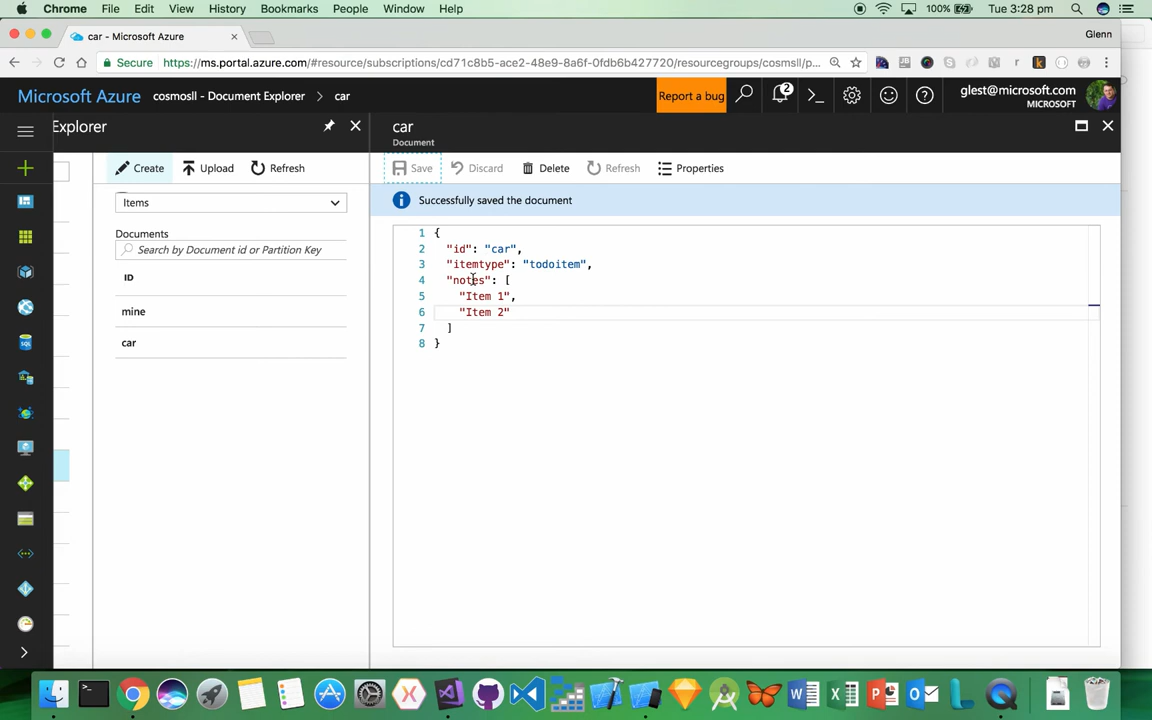 Chrome File Edit View History Bookmarks People Window Help 100% Tue 3:28 pm
car - Microsoft Azure
Glenn
Secure https://ms.portal.azure.com/#resource/subscriptions/cd71c8b5-ace2-48e9-8a6f-0fdb6b427720/resourcegroups/cosmsll/p...
Microsoft Azure cosmosll - Document Explorer > car
Report a bug
2
glest@microsoft.com
MICROSOFT
Explorer
car
Document
Create Upload Refresh
Save Discard Delete Refresh Properties
Items
Successfully saved the document
Documents
Search by Document id or Partition Key
ID
mine
car
1 {
2 "id": "car",
3 "itemtype": "todoitem",
4 "notes": [
5 "Item 1",
6 "Item 2"
7 ]
8 }